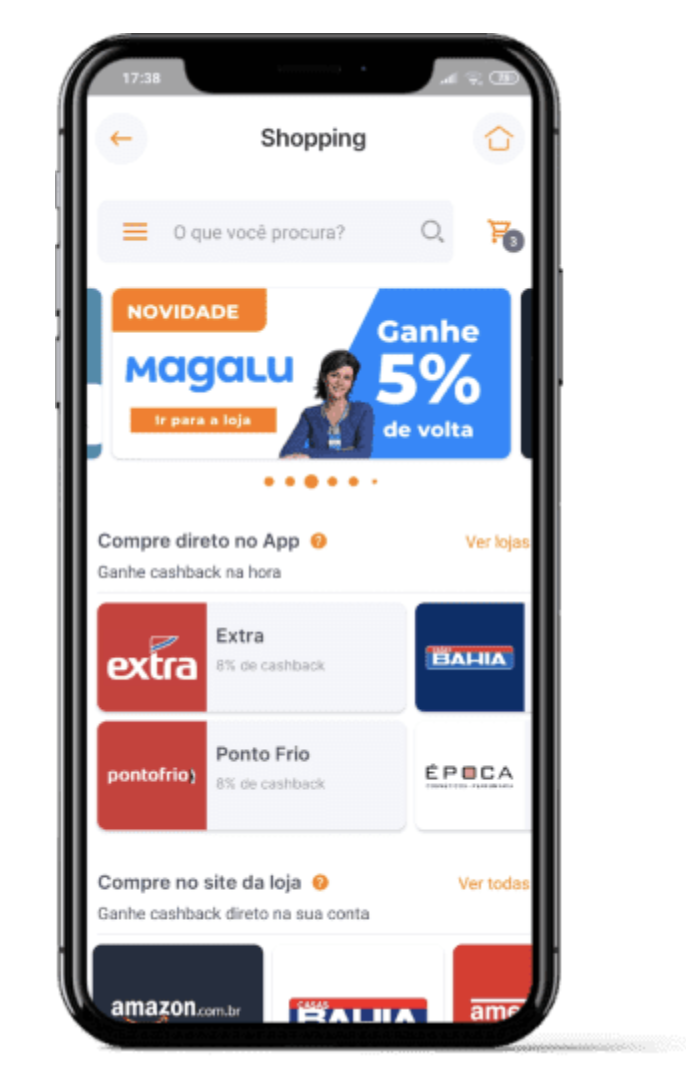 17:38
Shopping
O que você procura?
3
NOVIDADE
Ganhe
Magalu
5%
Ir para a loja
de volta
Compre direto no App ?
Ver lojas
Ganhe cashback na hora
Extra
extra
8% de cashback
CASAS
BAHIA
Ponto Frio
pontofrio
8% de cashback
ÉPOCA
Compre no site da loja ?
Ver todas
Ganhe cashback direto na sua conta
amazon.com.br
CASAS
BAHIA
ame